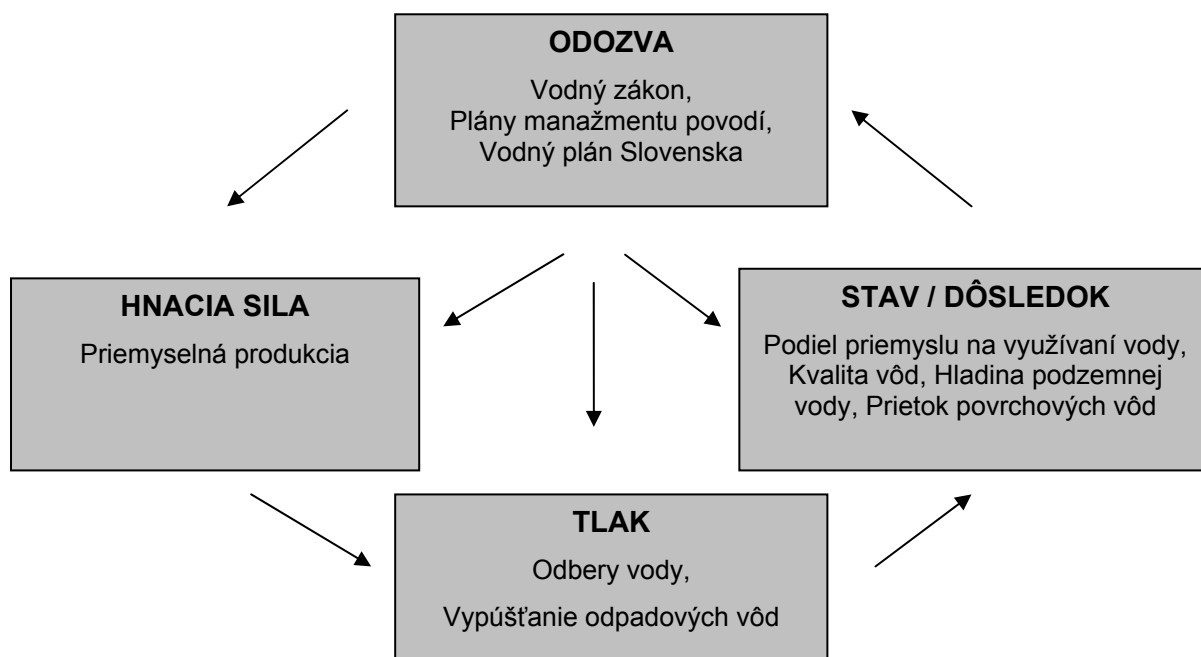 ODOZVA
Vodný zákon,
Plány manažmentu povodí,
Vodný plán Slovenska
HNACIA SILA
Priemyselná produkcia
STAV / DÔSLEDOK
Podiel priemyslu na využívaní vody,
Kvalita vôd, Hladina podzemnej
vody, Prietok povrchových vôd
TLAK
Odbery vody,
Vypúšťanie odpadových vôd